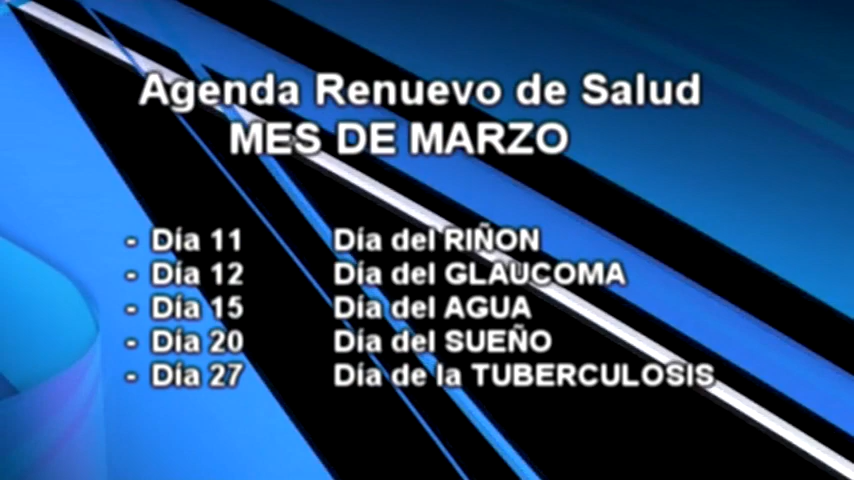 Agenda Renuevo de Salud
MES DE MARZO
- Día 11 Día del RIÑON
- Día 12 Día del GLAUCOMA
- Día 15 Día del AGUA
- Día 20 Día del SUEÑO
- Día 27 Día de la TUBERCULOSIS